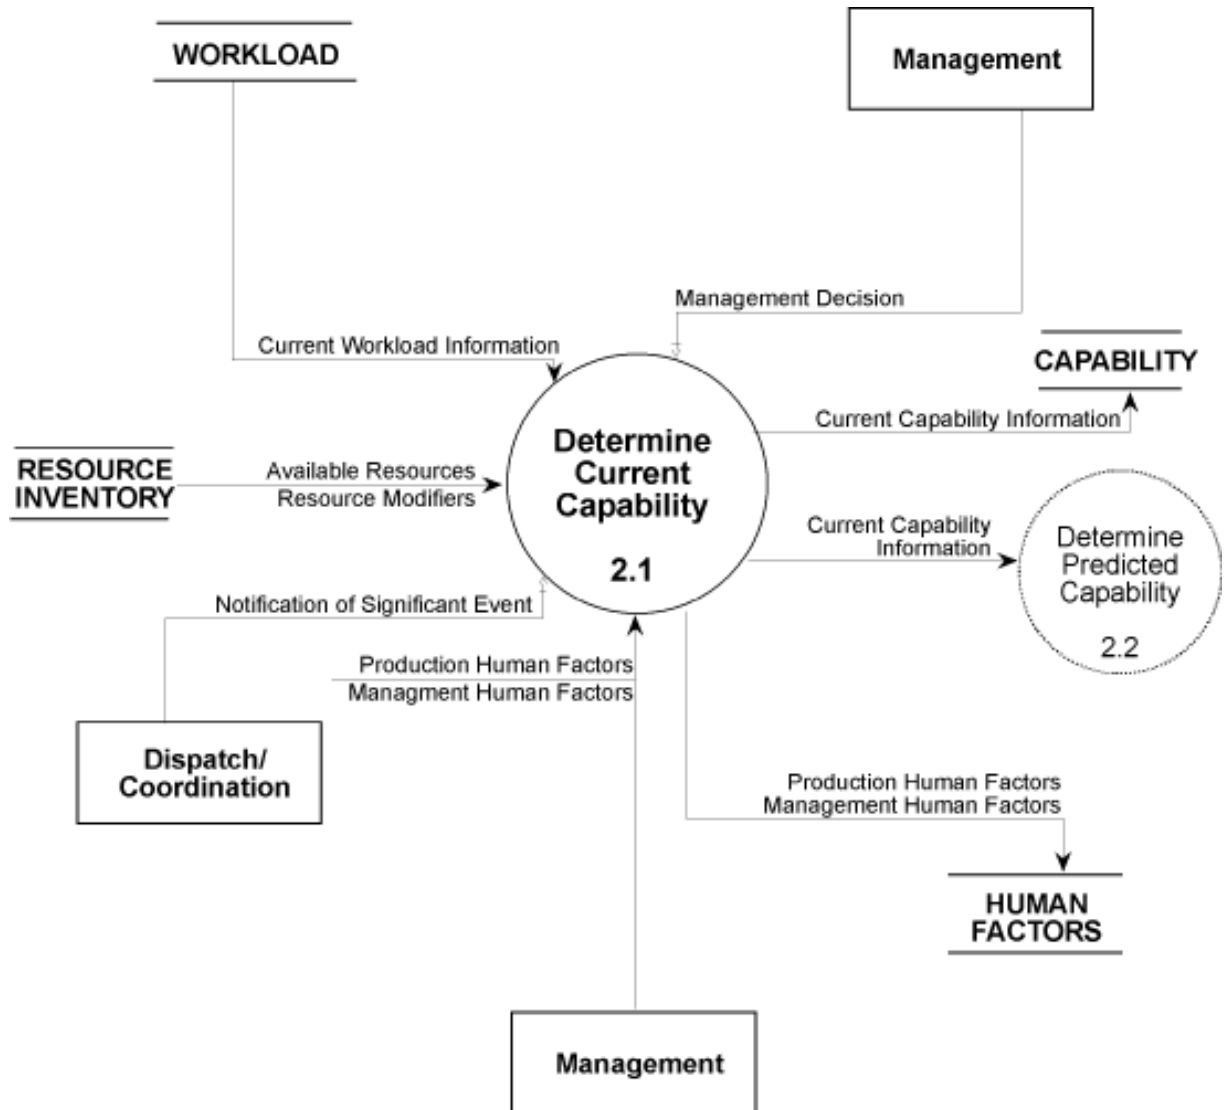 WORKLOAD
Management
Management Decision
Current Workload Information
CAPABILITY
Current Capability Information
Determine
Current
Capability
2.1
RESOURCE
INVENTORY
Available Resources
Resource Modifiers
Current Capability
Information
Determine
Predicted
Capability
2.2
Notification of Significant Event
Production Human Factors
Managment Human Factors
Dispatch/
Coordination
Production Human Factors
Management Human Factors
HUMAN
FACTORS
Management